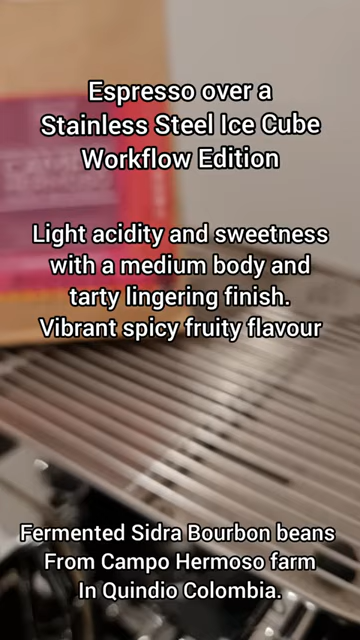 Espresso over a
Stainless Steel Ice Cube
Workflow Edition
Light acidity and sweetness
with a medium body and
tarty lingering finish.
Vibrant spicy fruity flavour
Fermented Sidra Bourbon beans
From Campo Hermoso farm
In Quindio Colombia.